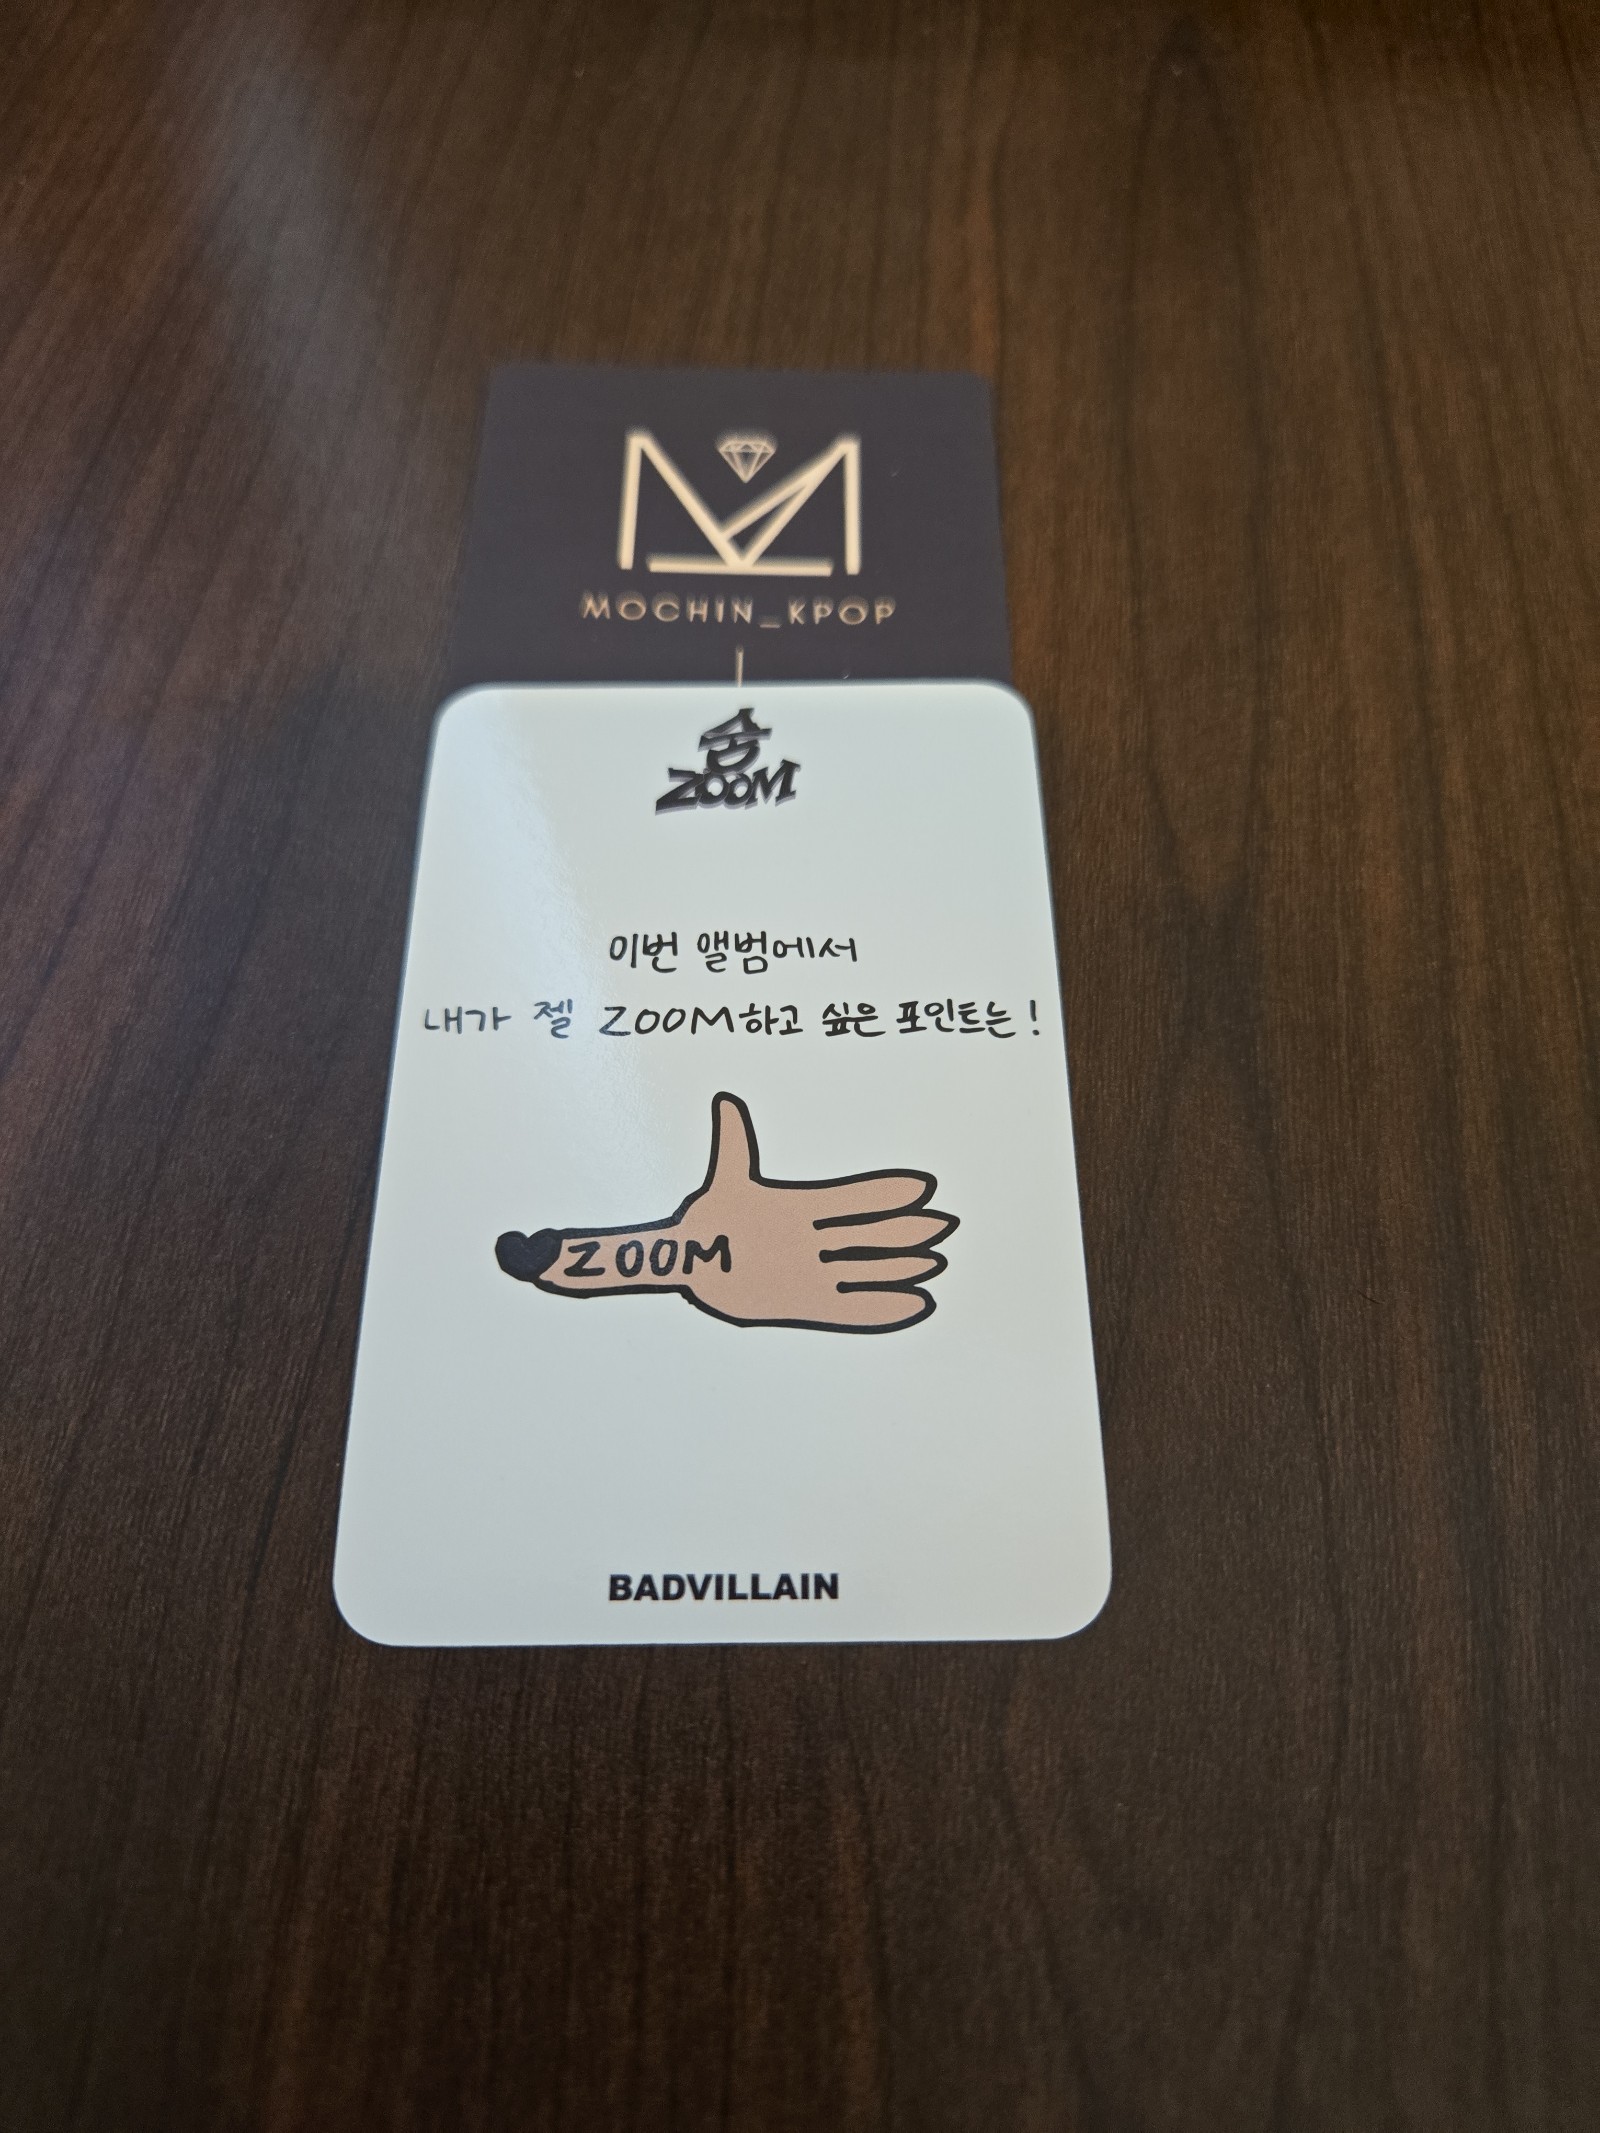 MOCHIN_KPOP
숨
ZOOM
이번 앨범에서
내가 젤 ZOOM하고 싶은 포인트는!
ZOOM
BADVILLAIN